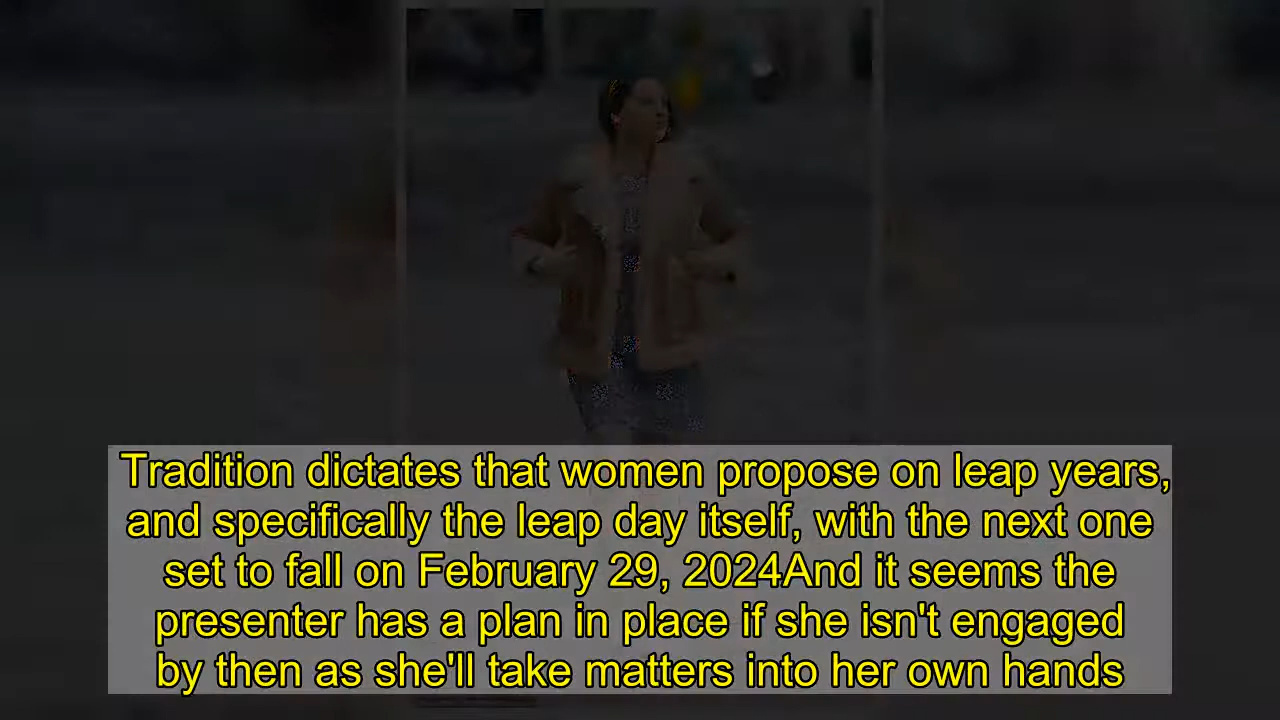 Tradition dictates that women propose on leap years,
and specifically the leap day itself, with the next one
set to fall on February 29, 2024And it seems the
presenter has a plan in place if she isn't engaged
by then as she'll take matters into her own hands